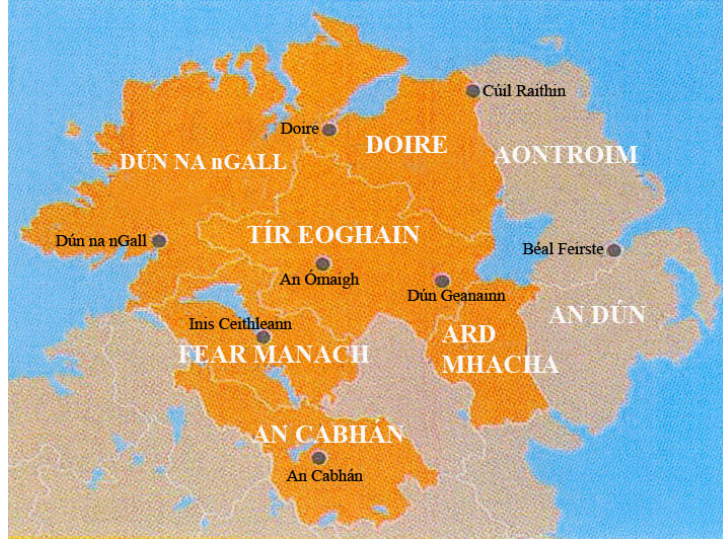 Cúil Raithin
Doire
DOIRE
DÚN NA nGALL
AONTROIM
TÍR EOGHAIN
Dún na nGall
Béal Feirste
An Ómaigh
Dún Geanainn
AN DÚN
Inis Ceithleann
FEAR MANACH
ARD
MHACHA
AN CABHÁN
An Cabhán